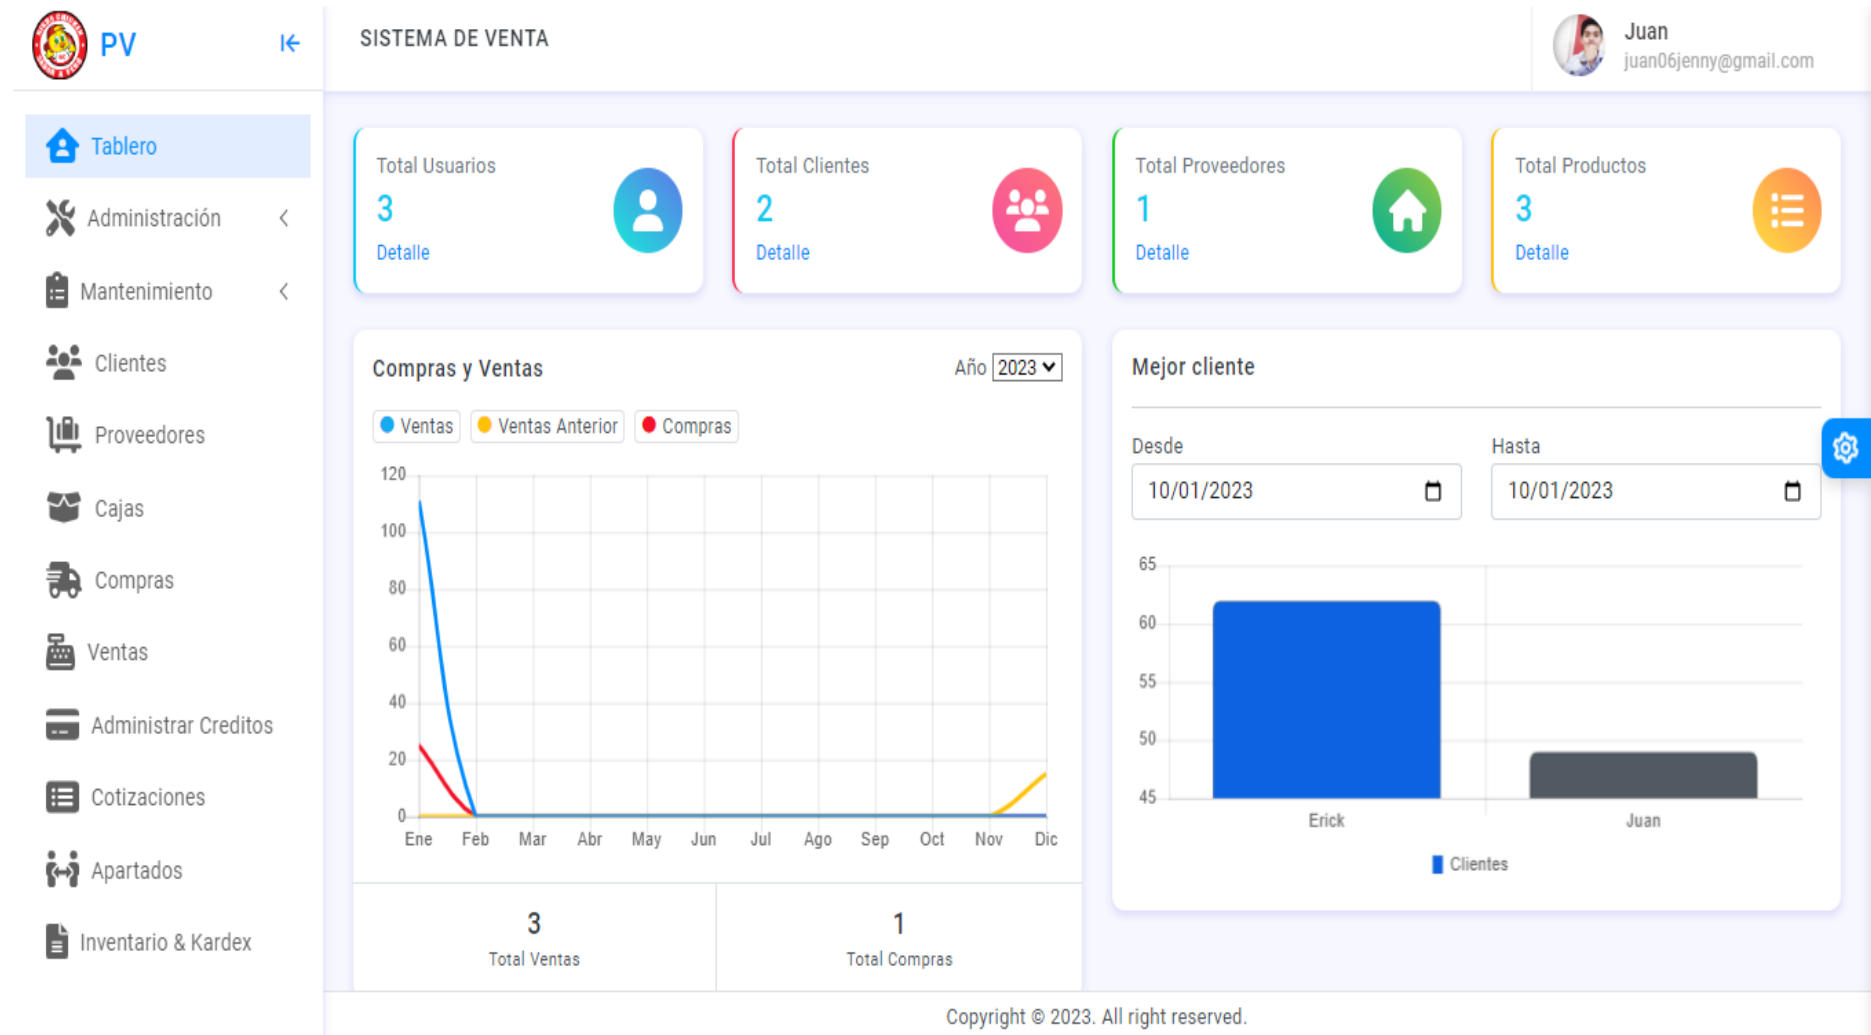 PV
SISTEMA DE VENTA
Juan
juan06jenny@gmail.com
Tablero
Administración
Mantenimiento
Clientes
Proveedores
Cajas
Compras
Ventas
Administrar Creditos
Cotizaciones
Apartados
Inventario & Kardex
Total Usuarios
3
Detalle
Total Clientes
2
Detalle
Total Proveedores
1
Detalle
Total Productos
3
Detalle
Compras y Ventas
Año 2023
Ventas Ventas Anterior Compras
120
100
80
60
40
20
0
Ene Feb Mar Abr May Jun Jul Ago Sep Oct Nov Dic
3
Total Ventas
1
Total Compras
Mejor cliente
Desde
10/01/2023
Hasta
10/01/2023
65
60
55
50
45
Erick Juan
Clientes
Copyright © 2023. All right reserved.